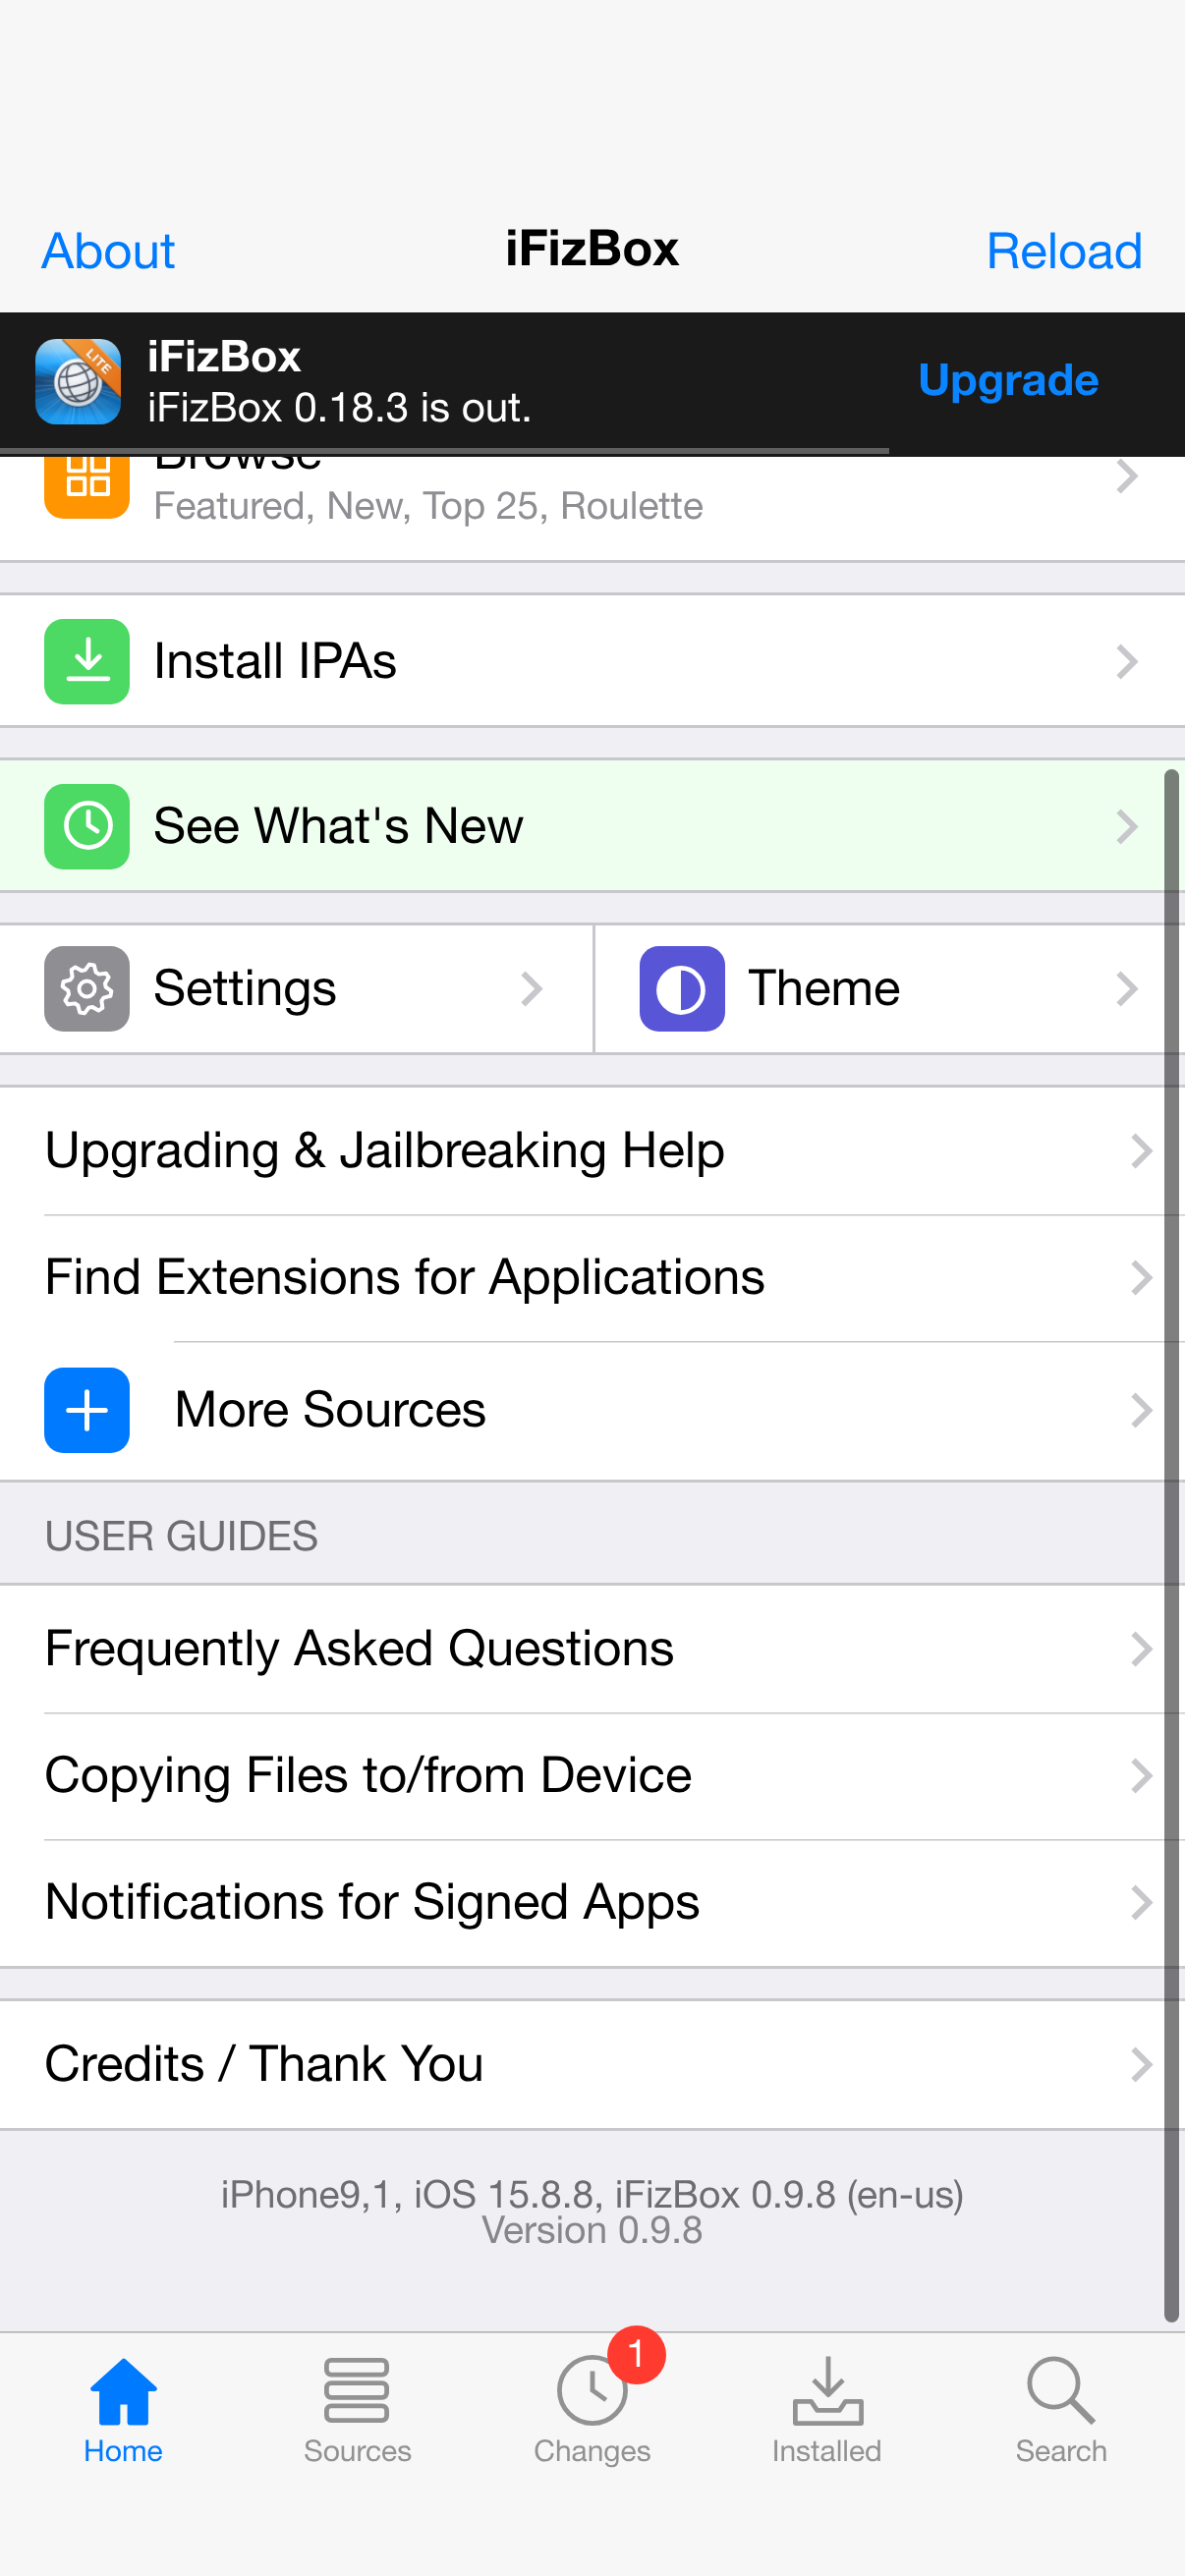 About
iFizBox
Reload
LITE
iFizBox
iFizBox 0.18.3 is out.
Upgrade
Browse
Featured, New, Top 25, Roulette
Install IPAs
See What's New
Settings
Theme
Upgrading & Jailbreaking Help
Find Extensions for Applications
More Sources
USER GUIDES
Frequently Asked Questions
Copying Files to/from Device
Notifications for Signed Apps
Credits / Thank You
iPhone9,1, iOS 15.8.8, iFizBox 0.9.8 (en-us)
Version 0.9.8
1
Home
Sources
Changes
Installed
Search